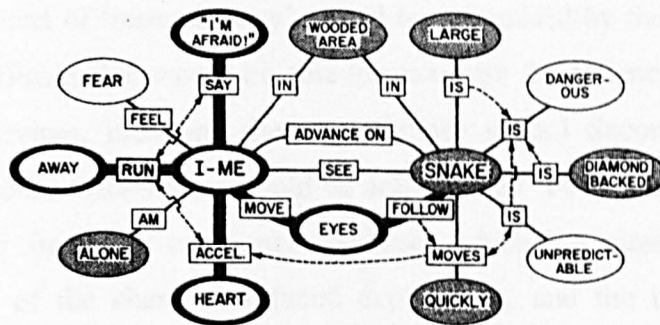 "I'M
AFRAID!"
WOODED
AREA
LARGE
FEAR
SAY
IN
IN
IS
DANGER-
OUS
FEEL
ADVANCE ON
IS
AWAY
RUN
I-ME
SEE
SNAKE
IS
DIAMOND
BACKED
AM
MOVE
EYES
FOLLOW
IS
ALONE
ACCEL.
MOVES
UNPREDICT-
ABLE
HEART
QUICKLY